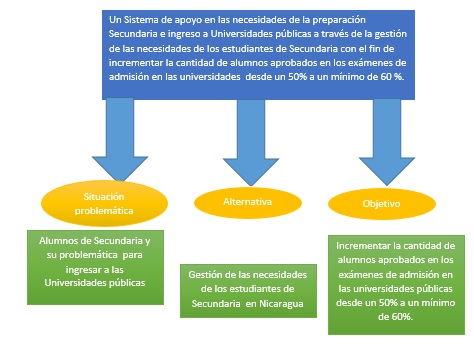 Un Sistema de apoyo en las necesidades de la preparación
Secundaria e ingreso a Universidades públicas a través de la gestión
de las necesidades de los estudiantes de Secundaria con el fin de
incrementar la cantidad de alumnos aprobados en los exámenes de
admisión en las universidades  desde un 50% a un mínimo de 60 %.
Situación
problemática
Alternativa
Objetivo
Alumnos de Secundaria y
su problemática  para
ingresar a las
Universidades públicas
Gestión de las necesidades
de los estudiantes de
Secundaria  en Nicaragua
Incrementar la cantidad de
alumnos aprobados en los
exámenes de admisión en
las universidades públicas
desde un 50% a un mínimo
de 60%.